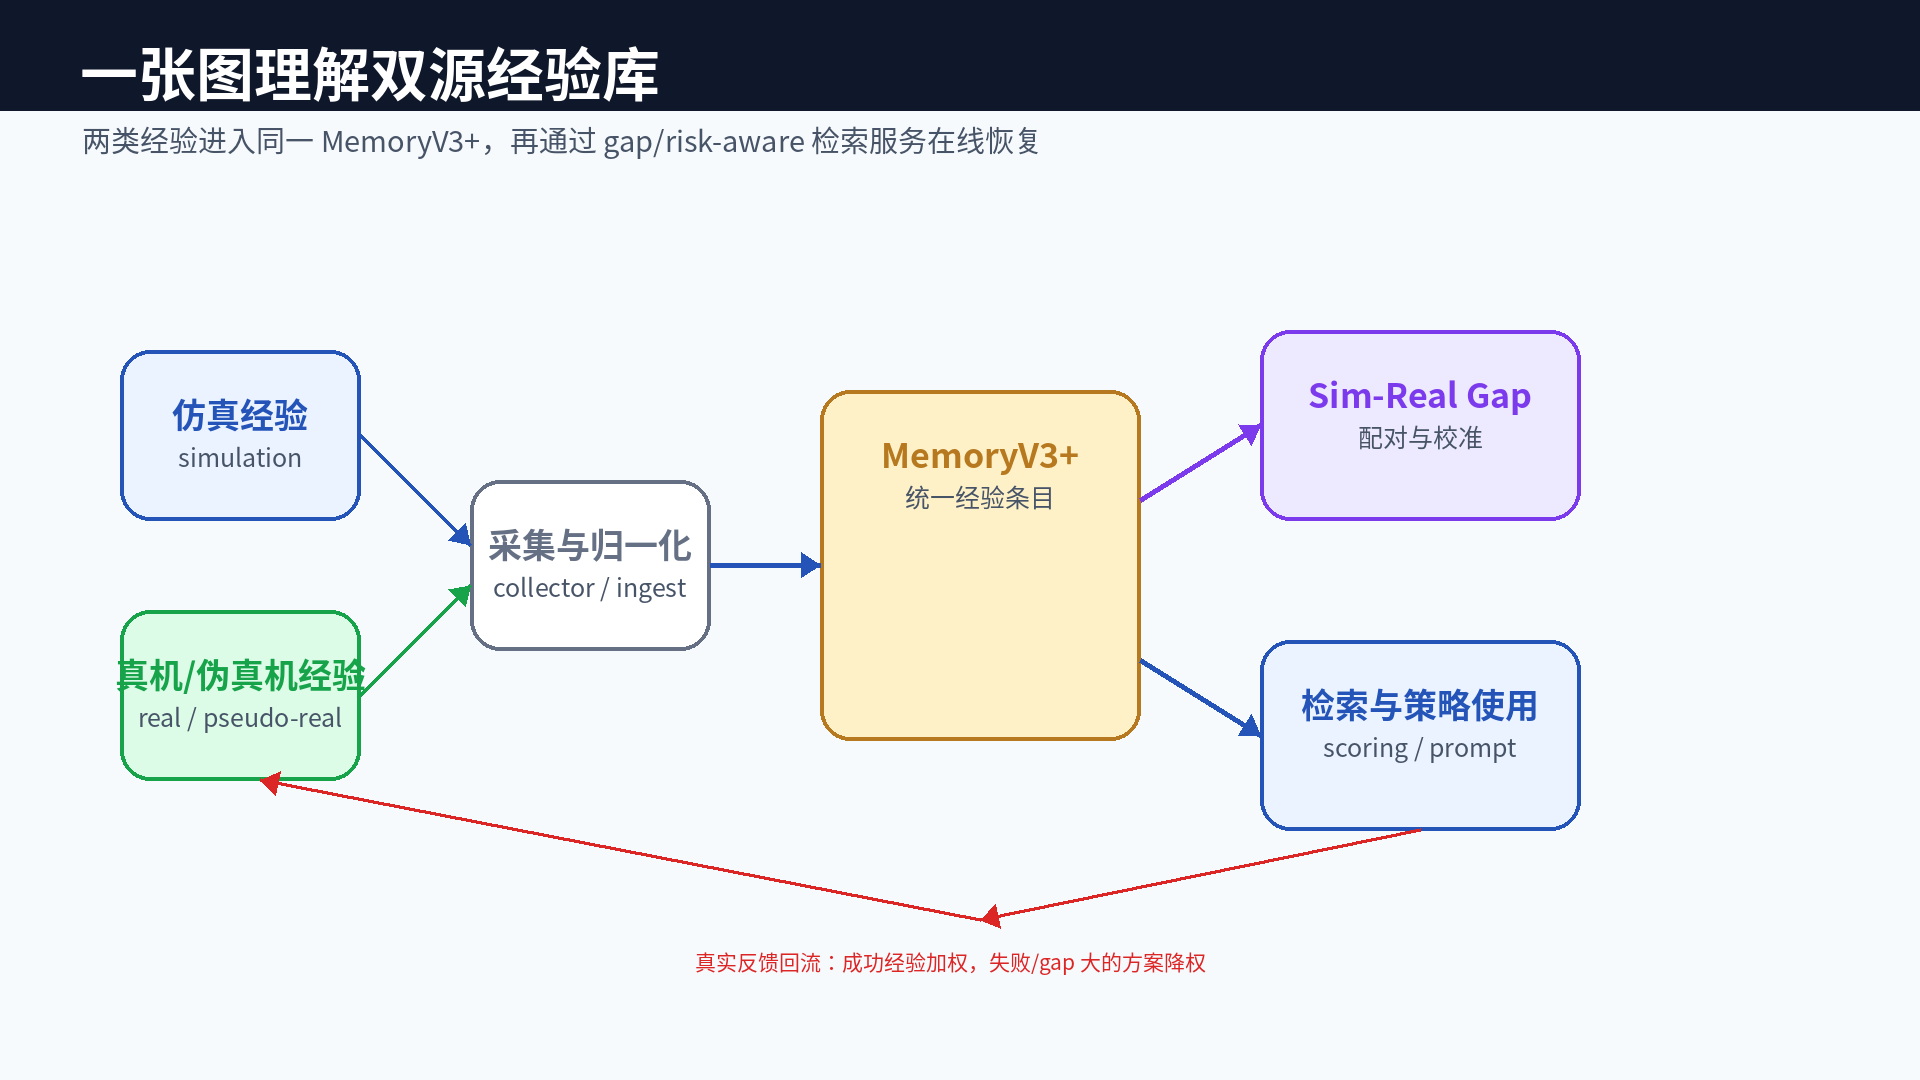 一张图理解双源经验库
两类经验进入同一 MemoryV3+，再通过 gap/risk-aware 检索服务在线恢复
仿真经验
simulation
真机/伪真机经验
real / pseudo-real
采集与归一化
collector / ingest
MemoryV3+
统一经验条目
Sim-Real Gap
配对与校准
检索与策略使用
scoring / prompt
真实反馈回流：成功经验加权，失败/gap 大的方案降权